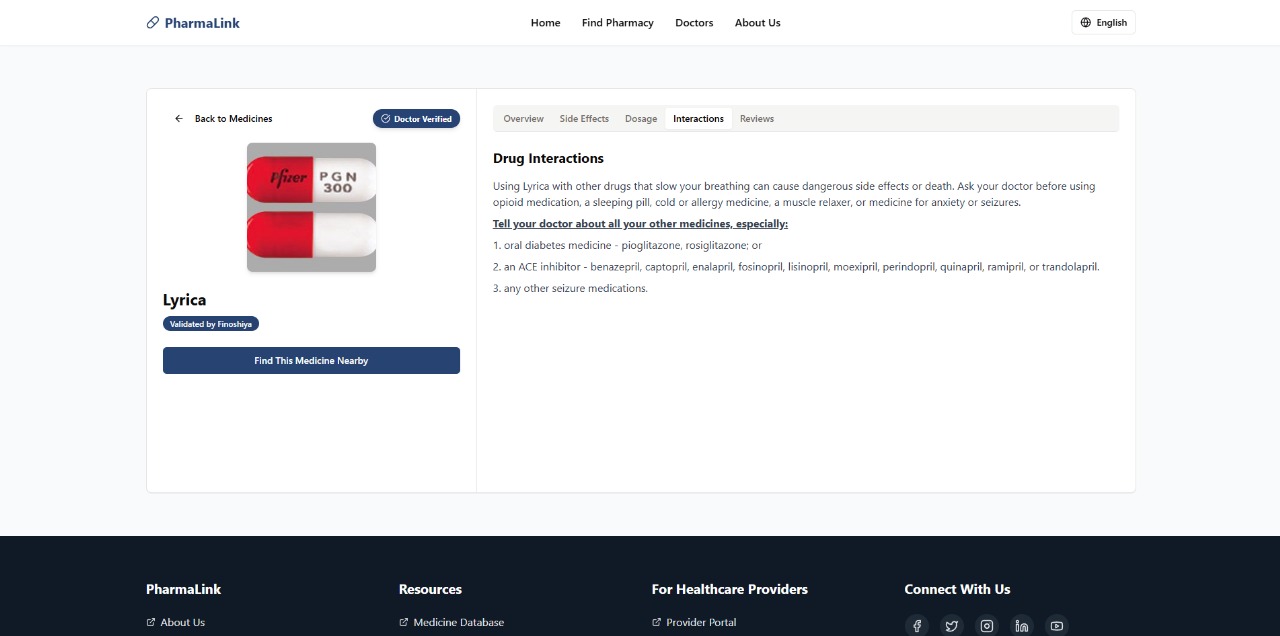 PharmaLink
Home Find Pharmacy Doctors About Us
English
Back to Medicines
Doctor Verified
Pfizer PGN
300
Lyrica
Validated by Finoshiya
Find This Medicine Nearby
Overview Side Effects Dosage Interactions Reviews
Drug Interactions
Using Lyrica with other drugs that slow your breathing can cause dangerous side effects or death. Ask your doctor before using
opioid medication, a sleeping pill, cold or allergy medicine, a muscle relaxer, or medicine for anxiety or seizures.
Tell your doctor about all your other medicines, especially:
1. oral diabetes medicine - pioglitazone, rosiglitazone; or
2. an ACE inhibitor - benazepril, captopril, enalapril, fosinopril, lisinopril, moexipril, perindopril, quinapril, ramipril, or trandolapril.
3. any other seizure medications.
PharmaLink
About Us
Resources
Medicine Database
For Healthcare Providers
Provider Portal
Connect With Us